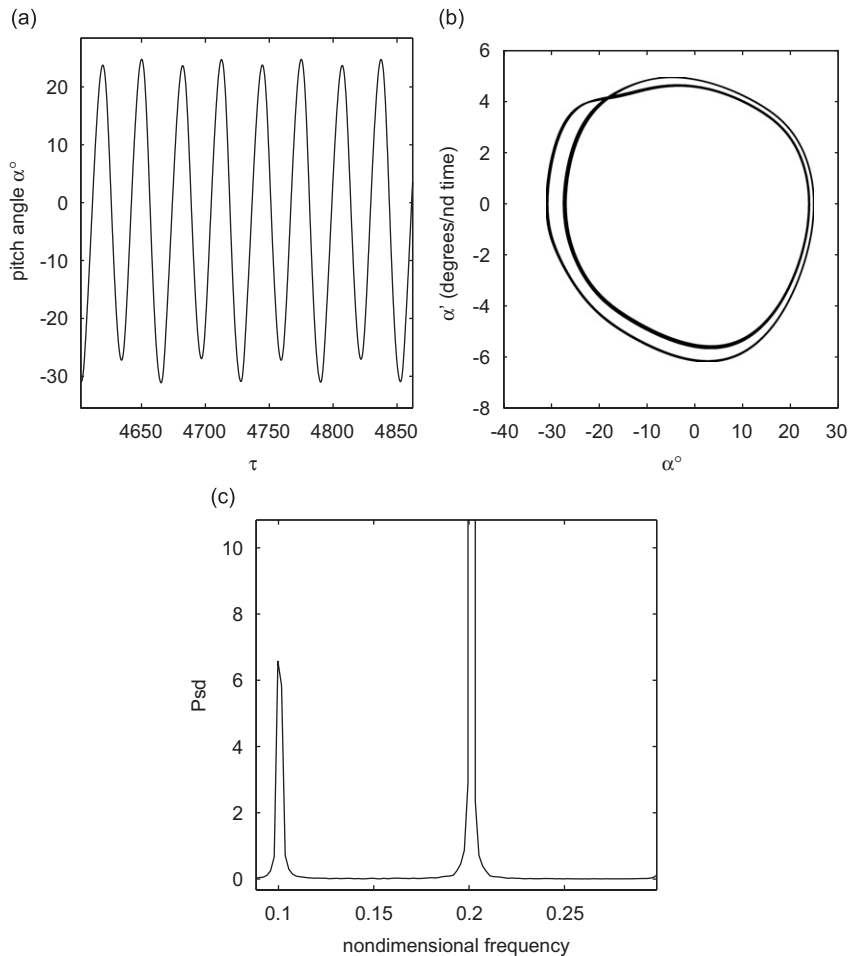 (a)
20
10
0
-10
-20
-30
pitch angle α°
4650 4700 4750 4800 4850
τ
(b)
6
4
2
0
-2
-4
-6
-8
α' (degrees/nd time)
-40 -30 -20 -10 0 10 20 30
α°
(c)
10
8
6
4
2
0
Psd
0.1 0.15 0.2 0.25
nondimensional frequency